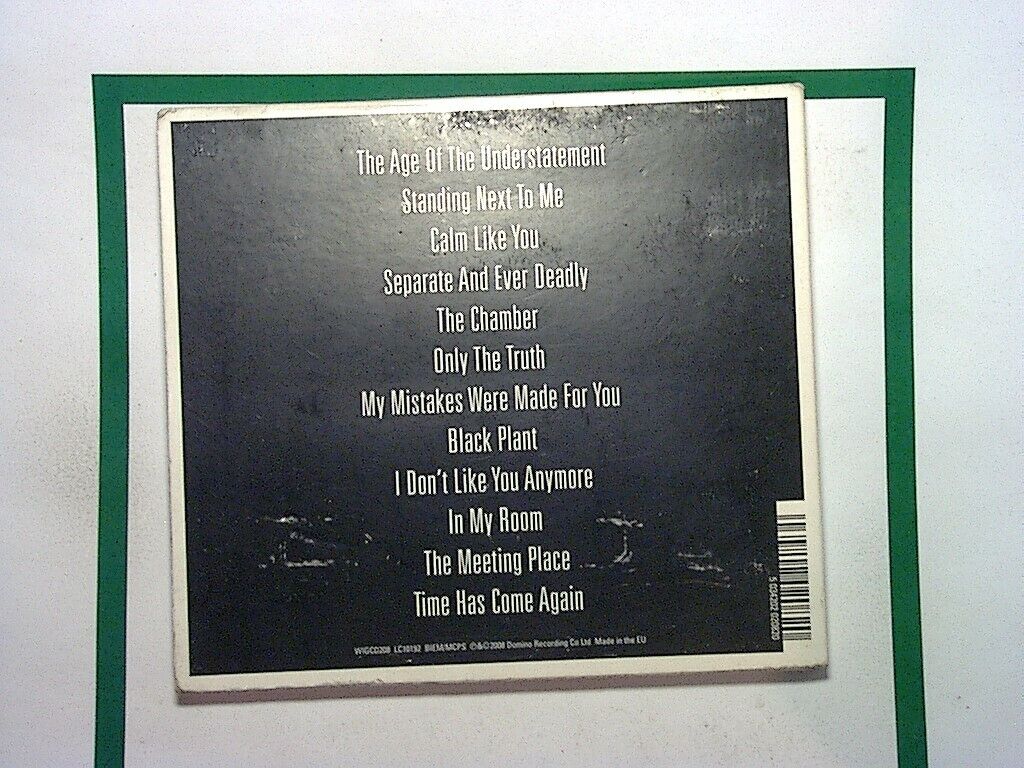 The Age Of The Understatement
Standing Next To Me
Calm Like You
Separate And Ever Deadly
The Chamber
Only The Truth
My Mistakes Were Made For You
Black Plant
I Don't Like You Anymore
In My Room
The Meeting Place
Time Has Come Again
WIGCD208 LC10192 BIEM/MCPS ℗&©2008 Domino Recording Co Ltd Made in the EU